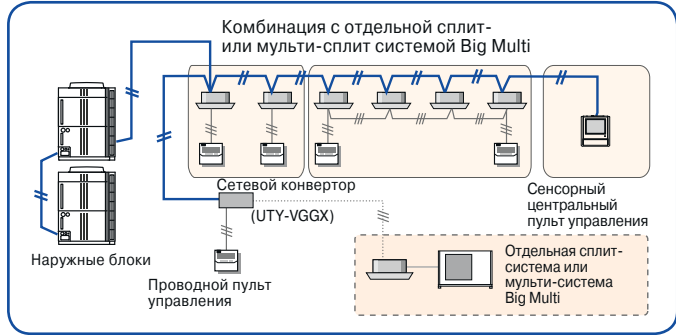 Комбинация с отдельной сплит-
или мульти-сплит системой Big Multi
Сетевой конвертор
(UTY-VGGX)
Сенсорный
центральный
пульт управления
Наружные блоки
Проводной пульт
управления
Отдельная сплит-
система или
мульти-система
Big Multi